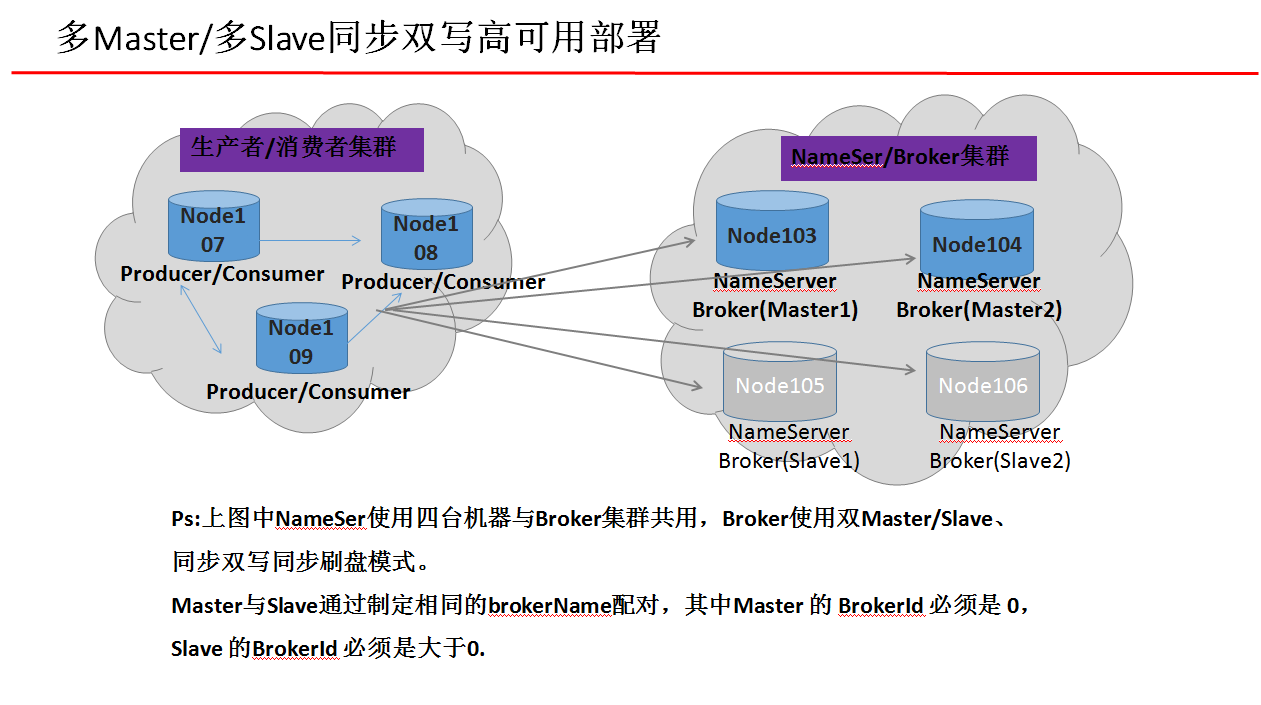 多Master/多Slave同步双写高可用部署
生产者/消费者集群
Node1
07
Producer/Consumer
Node1
08
Producer/Consumer
Node1
09
Producer/Consumer
NameSer/Broker集群
Node103
NameServer
Broker(Master1)
Node104
NameServer
Broker(Master2)
Node105
NameServer
Broker(Slave1)
Node106
NameServer
Broker(Slave2)
Ps:上图中NameSer使用四台机器与Broker集群共用，Broker使用双Master/Slave、
同步双写同步刷盘模式。
Master与Slave通过制定相同的brokerName配对，其中Master 的 BrokerId 必须是 0，
Slave 的BrokerId 必须是大于0.